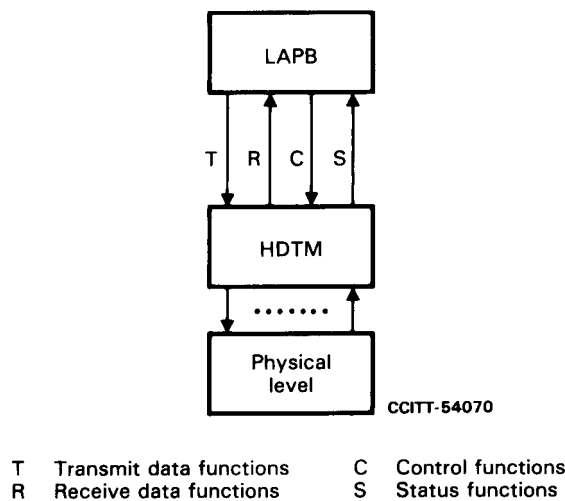 LAPB
T R C S
HDTM
.......
Physical
level
CCITT-54070
T Transmit data functions C Control functions
R Receive data functions S Status functions